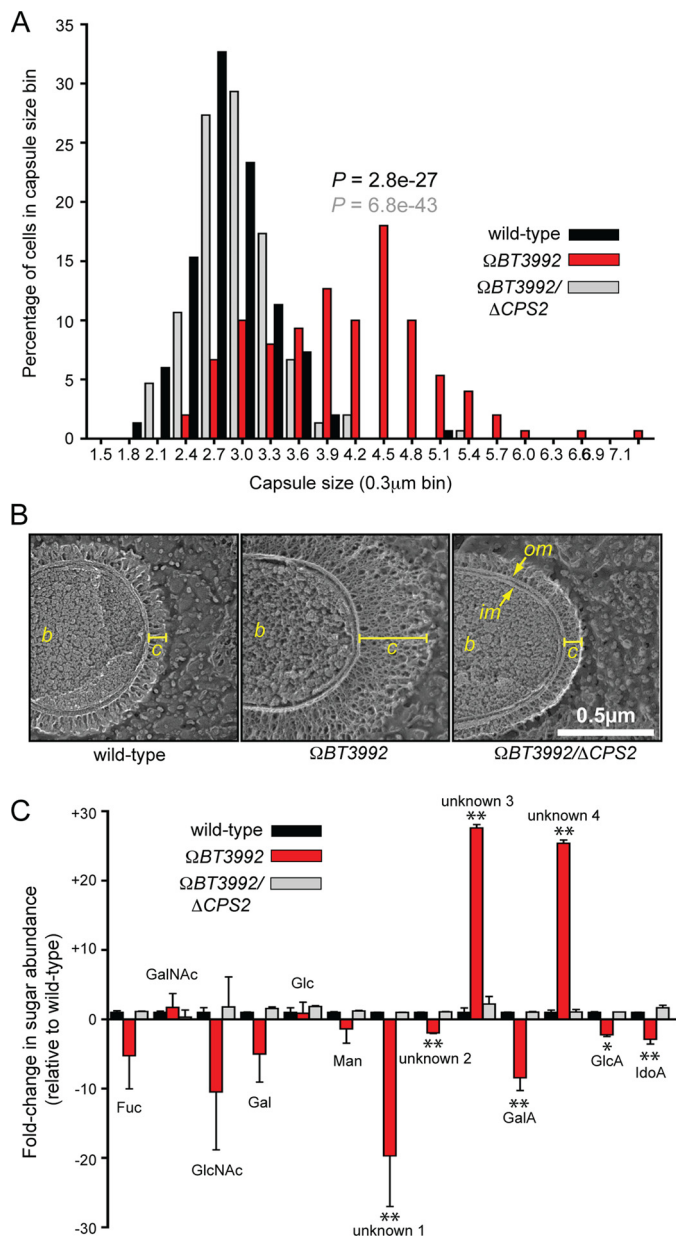 A
35
30
25
20
15
10
5
0
Percentage of cells in capsule size bin
P = 2.8e-27
P = 6.8e-43
wild-type
ΩBT3992
ΩBT3992/
ΔCPS2
1.5 1.8 2.1 2.4 2.7 3.0 3.3 3.6 3.9 4.2 4.5 4.8 5.1 5.4 5.7 6.0 6.3 6.6 6.9 7.1
Capsule size (0.3μm bin)
B
b c
b c
om
im
b c
0.5μm
wild-type ΩBT3992 ΩBT3992/ΔCPS2
C
+30
+20
+10
0
-10
-20
-30
Fold-change in sugar abundance
(relative to wild-type)
wild-type
ΩBT3992
ΩBT3992/
ΔCPS2
unknown 3
**
unknown 4
**
GalNAc
Glc
Fuc
GlcNAc
Gal
Man
**
unknown 1
**
unknown 2
**
GalA
*
GlcA
**
IdoA